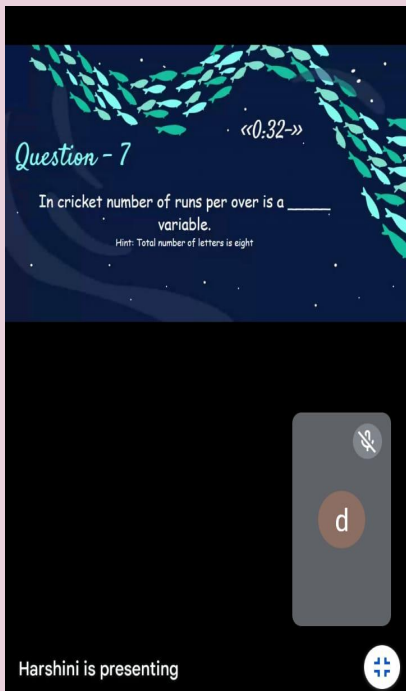 «0:32-»
Question - 7
In cricket number of runs per over is a ______
variable.
Hint: Total number of letters is eight
d
Harshini is presenting